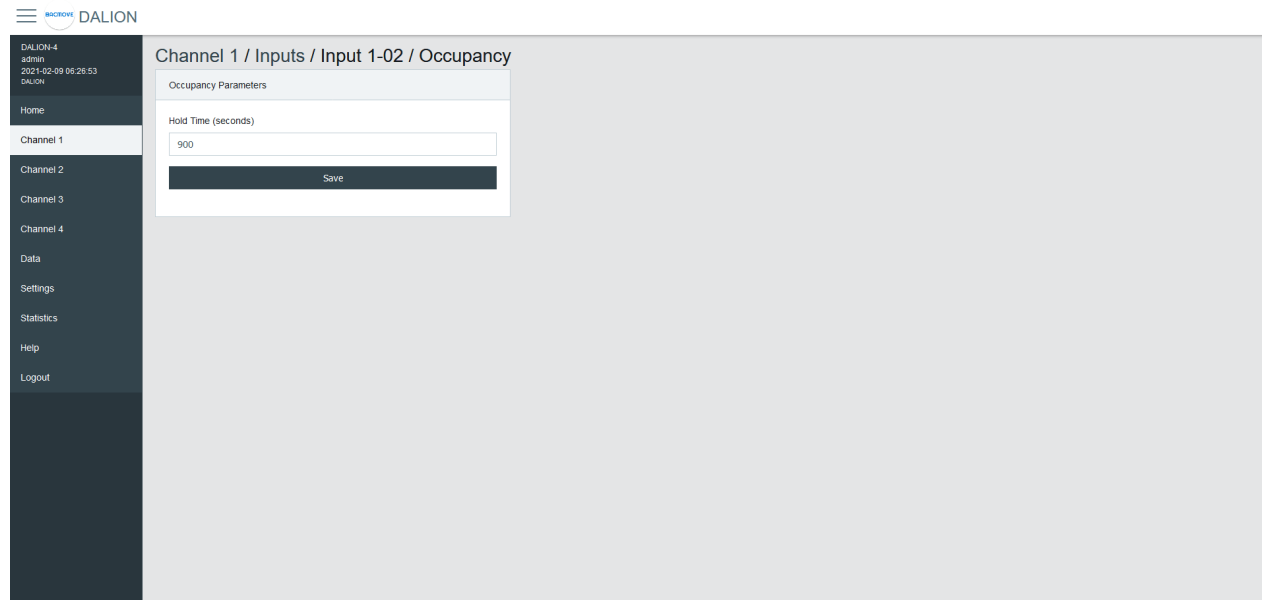 BACMOVE DALION
DALION-4
admin
2021-02-09 06:26:53
DALION
Home
Channel 1
Channel 2
Channel 3
Channel 4
Data
Settings
Statistics
Help
Logout
Channel 1 / Inputs / Input 1-02 / Occupancy
Occupancy Parameters
Hold Time (seconds)
900
Save